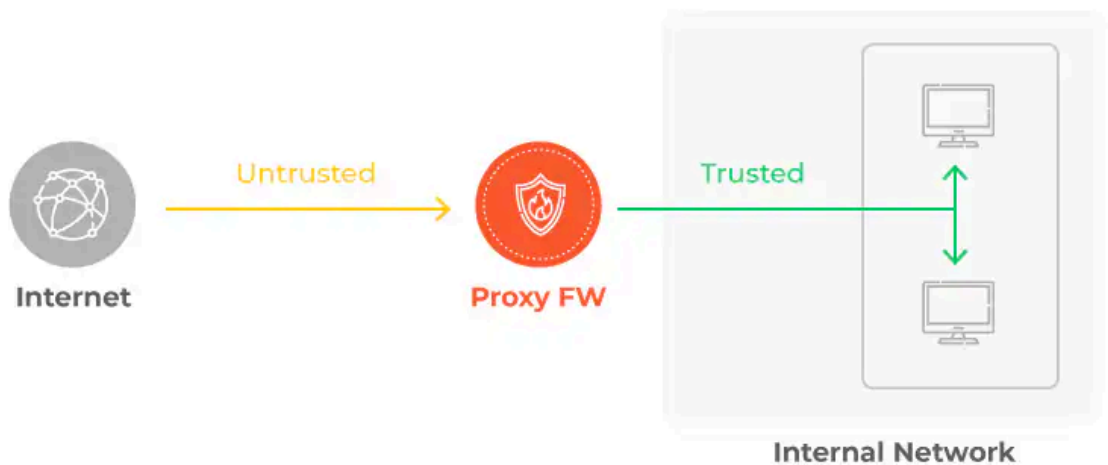 Untrusted
Trusted
Internet
Proxy FW
Internal Network